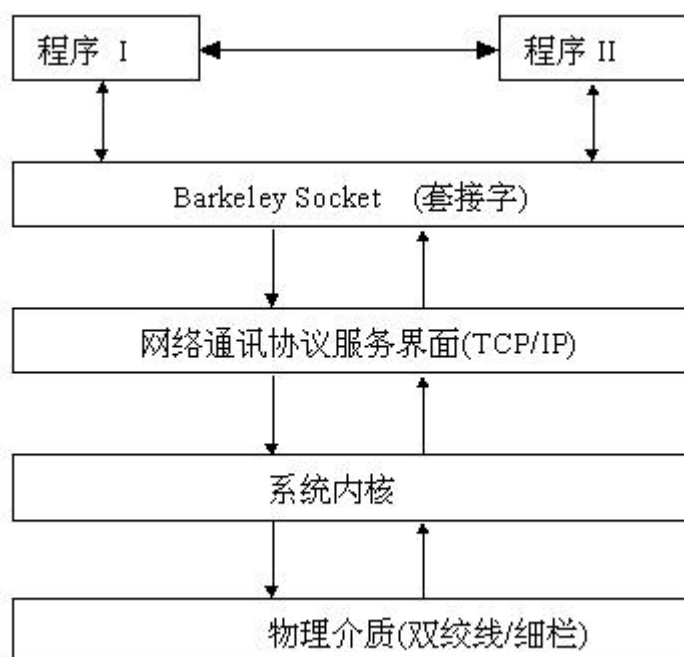 程序 I
程序 II
Barkeley Socket (套接字)
网络通讯协议服务界面(TCP/IP)
系统内核
物理介质(双绞线/细栏)